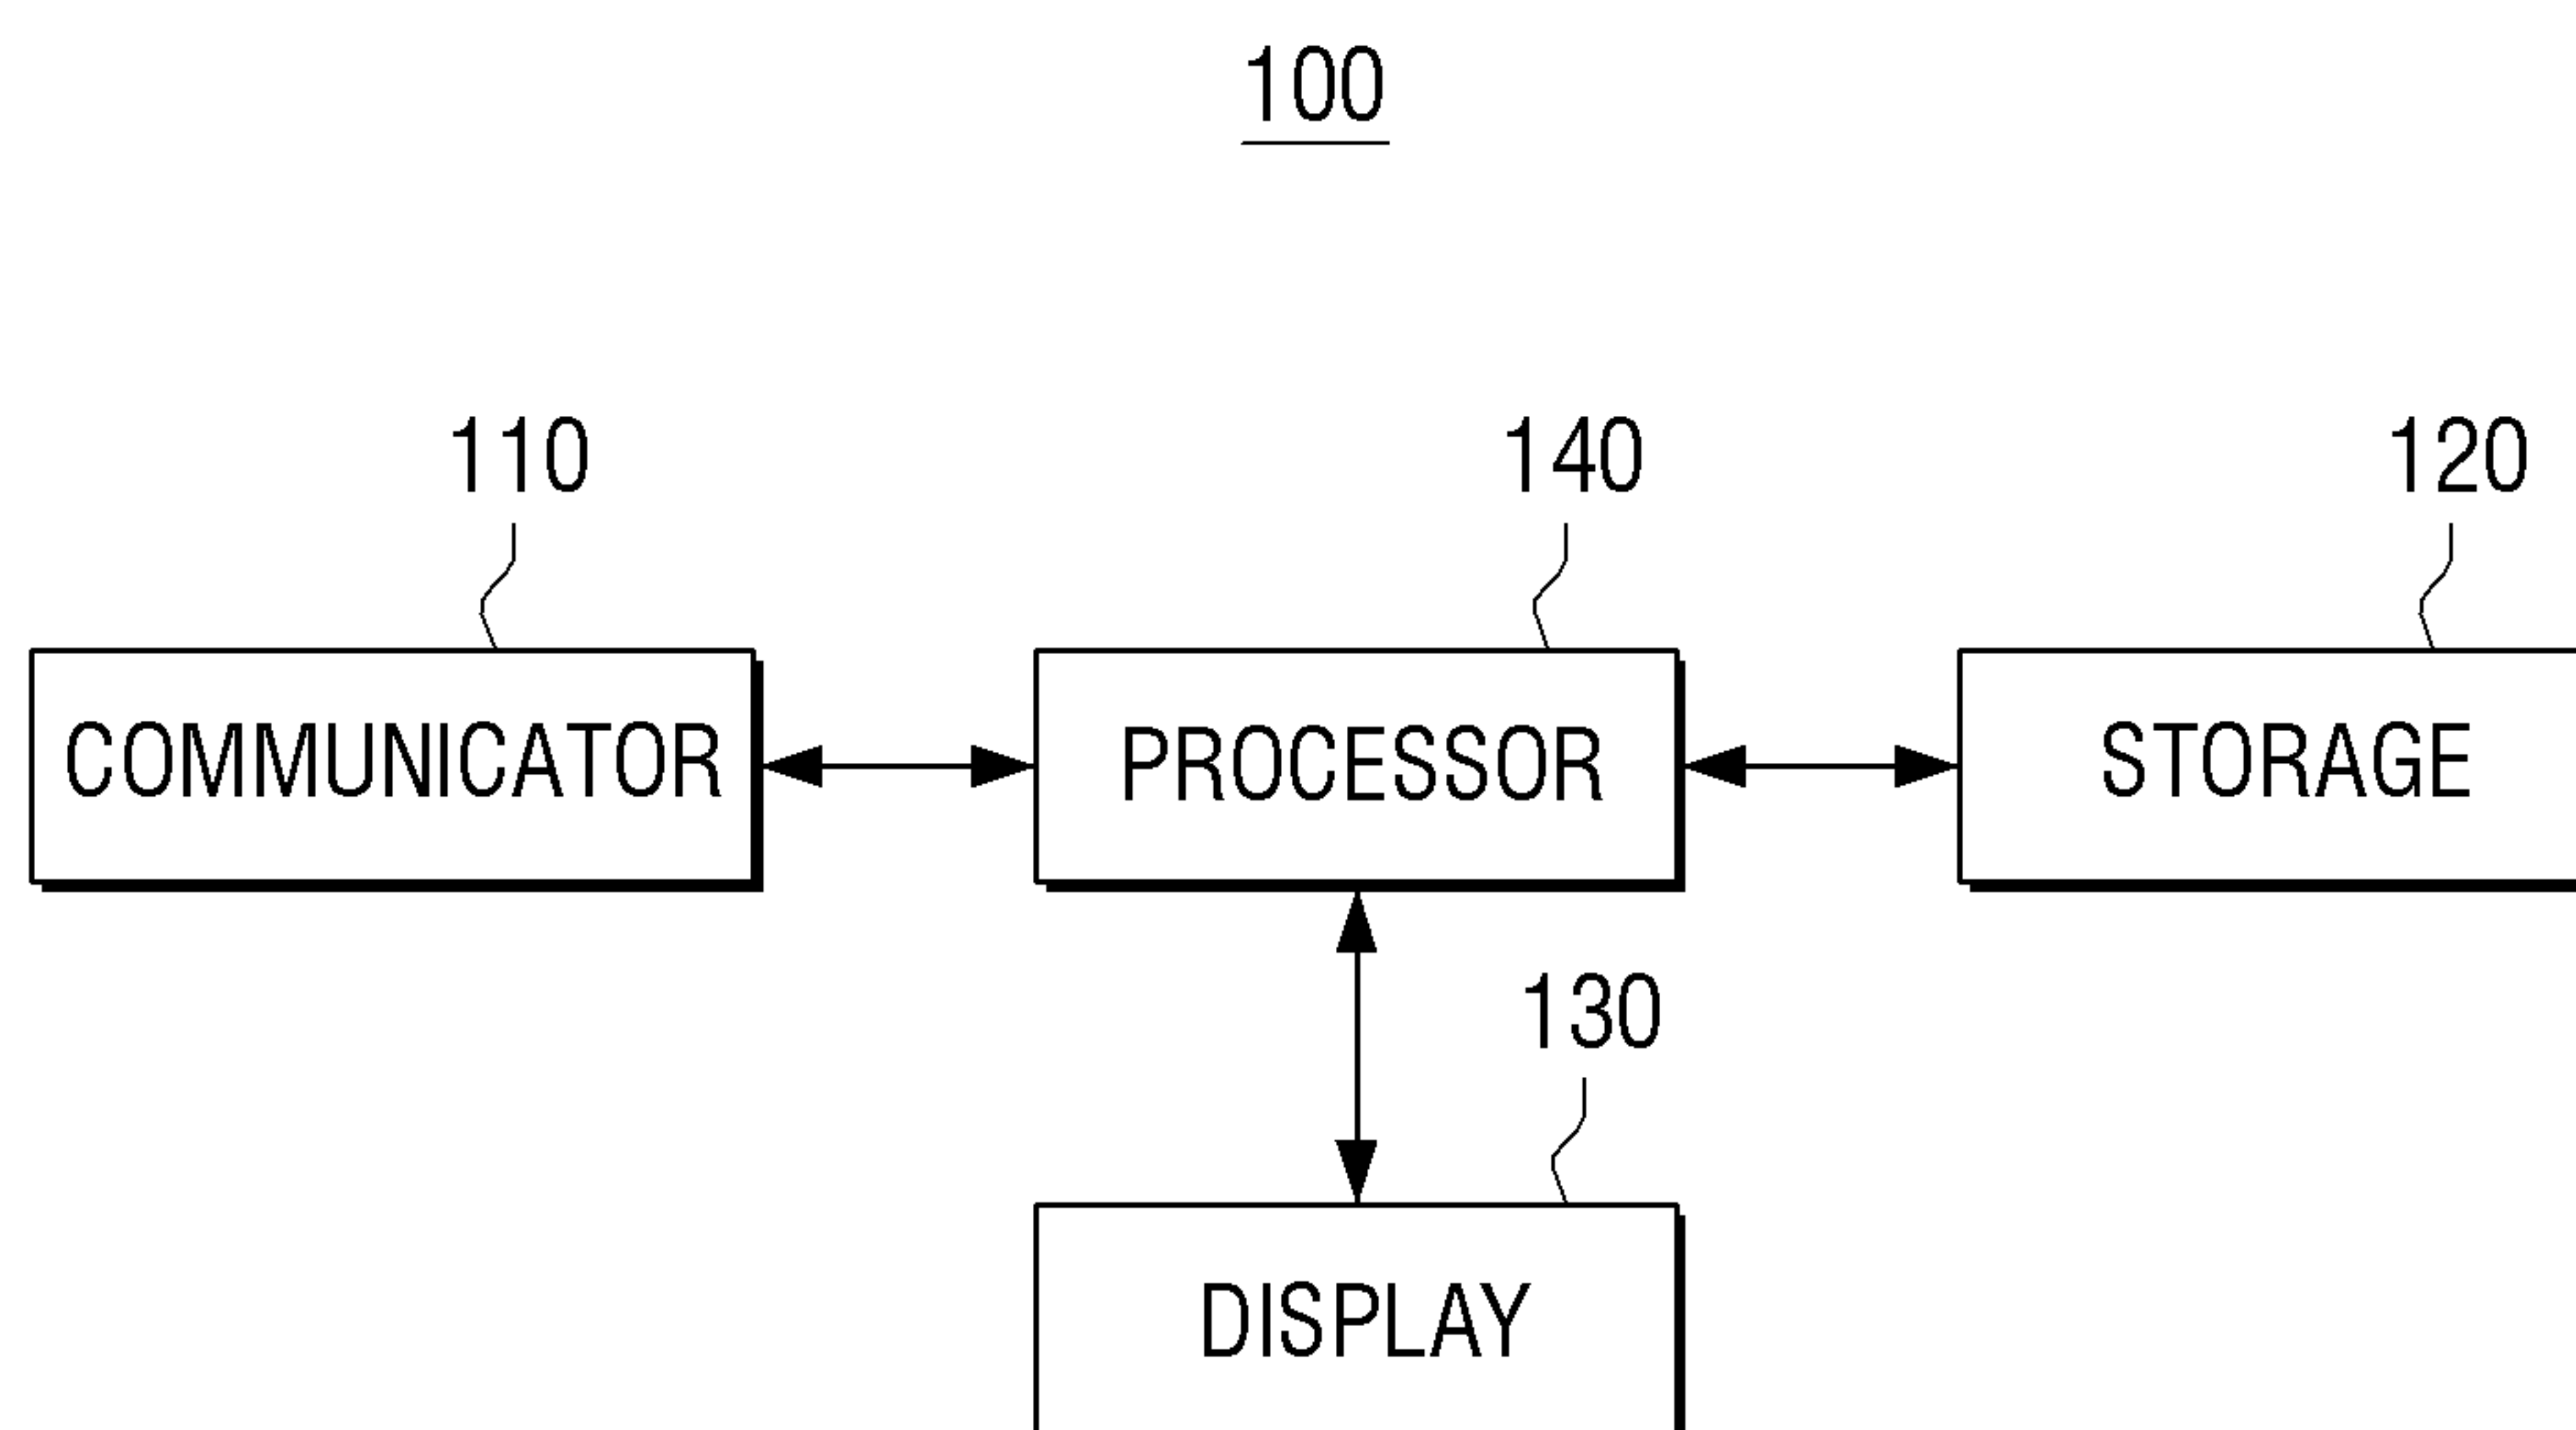 100
110
140
120
COMMUNICATOR
PROCESSOR
STORAGE
130
DISPLAY